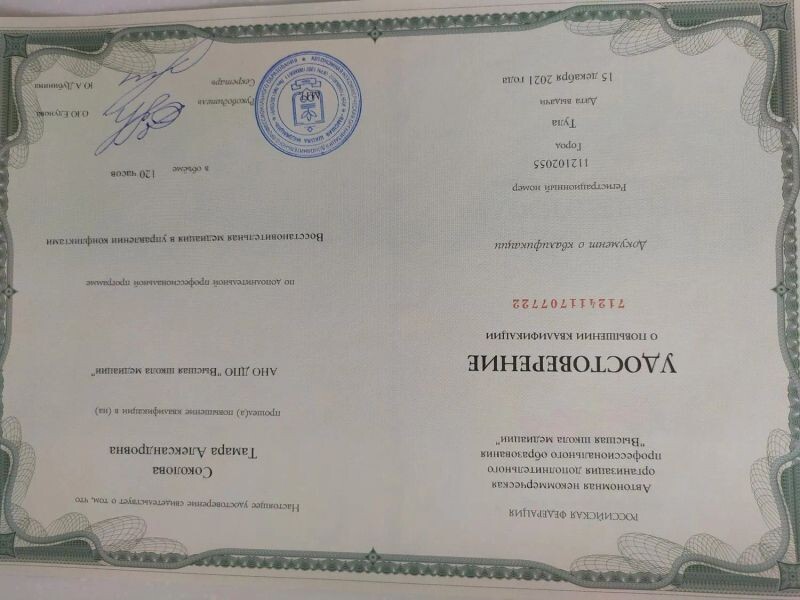 РОССИЙСКАЯ ФЕДЕРАЦИЯ
Автономная некоммерческая
организация дополнительного
профессионального образования
"Высшая школа медиации"
УДОСТОВЕРЕНИЕ
О ПОВЫШЕНИИ КВАЛИФИКАЦИИ
712411707722
Документ о квалификации
Регистрационный номер
112102055
Город
Тула
Дата выдачи
15 декабря 2021 года
Настоящее удостоверение свидетельствует о том, что
Соколова
Тамара Александровна
прошел(а) повышение квалификации в (на)
АНО ДПО "Высшая школа медиации"
по дополнительной профессиональной программе
Восстановительная медиация в управлении конфликтами
в объёме 120 часов
Руководитель
Секретарь
Ю.А.Дубинина